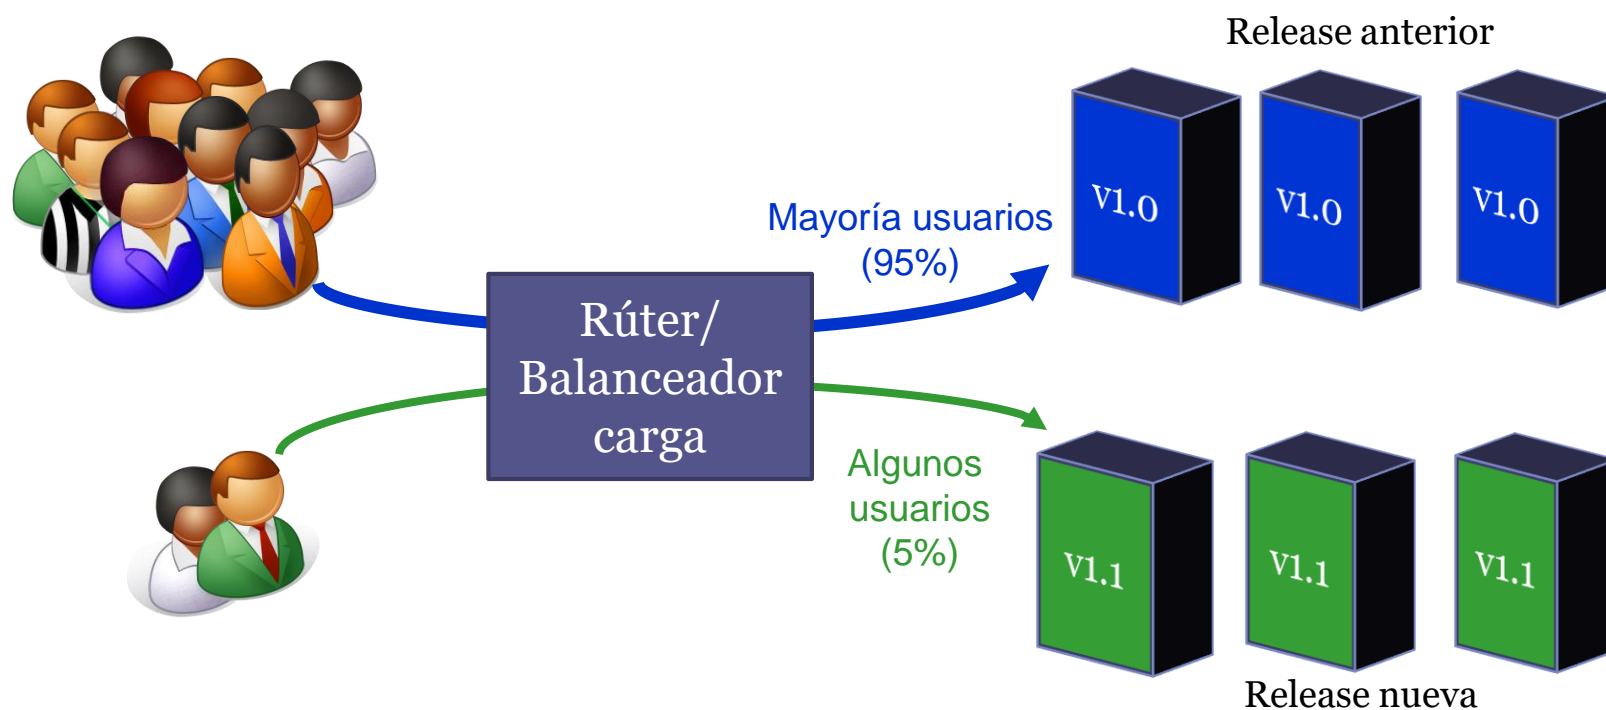 Release anterior
V1.0
V1.0
V1.0
Mayoría usuarios
(95%)
Rúter/
Balanceador
carga
Algunos
usuarios
(5%)
V1.1
V1.1
V1.1
Release nueva